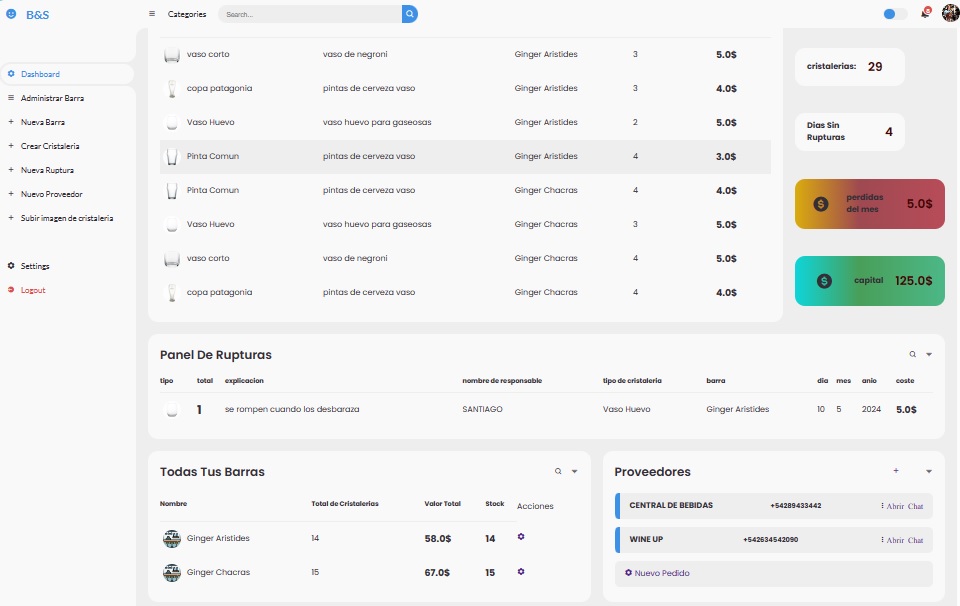 B&S
Categories
Search...
8
Dashboard
Administrar Barra
Nueva Barra
Crear Cristaleria
Nueva Ruptura
Nuevo Proveedor
Subir imagen de cristaleria
Settings
Logout
vaso corto vaso de negroni Ginger Aristides 3 5.0$
copa patagonia pintas de cerveza vaso Ginger Aristides 3 4.0$
Vaso Huevo vaso huevo para gaseosas Ginger Aristides 2 5.0$
Pinta Comun pintas de cerveza vaso Ginger Aristides 4 3.0$
Pinta Comun pintas de cerveza vaso Ginger Chacras 4 4.0$
Vaso Huevo vaso huevo para gaseosas Ginger Chacras 3 5.0$
vaso corto vaso de negroni Ginger Chacras 4 5.0$
copa patagonia pintas de cerveza vaso Ginger Chacras 4 4.0$
cristalerias: 29
Dias Sin
Rupturas 4
perdidas
del mes 5.0$
capital 125.0$
Panel De Rupturas
tipo total explicacion nombre de responsable tipo de cristaleria barra dia mes anio coste
1 se rompen cuando los desbaraza SANTIAGO Vaso Huevo Ginger Aristides 10 5 2024 5.0$
Todas Tus Barras
Nombre Total de Cristalerias Valor Total Stock Acciones
Ginger Aristides 14 58.0$ 14
Ginger Chacras 15 67.0$ 15
Proveedores
CENTRAL DE BEBIDAS +54289433442 Abrir Chat
WINE UP +542634542090 Abrir Chat
Nuevo Pedido